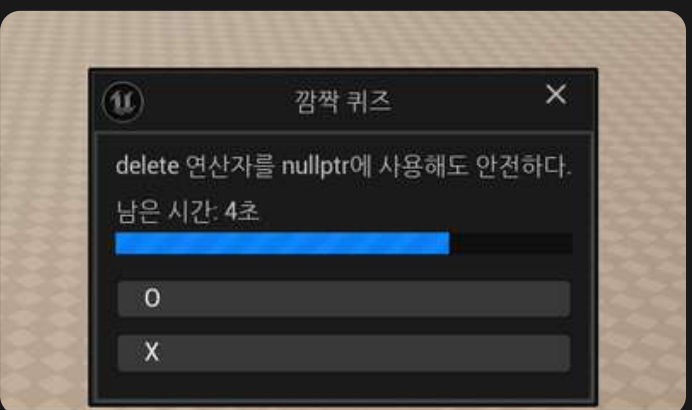 깜짝 퀴즈
delete 연산자를 nullptr에 사용해도 안전하다.
남은 시간: 4초
O
X